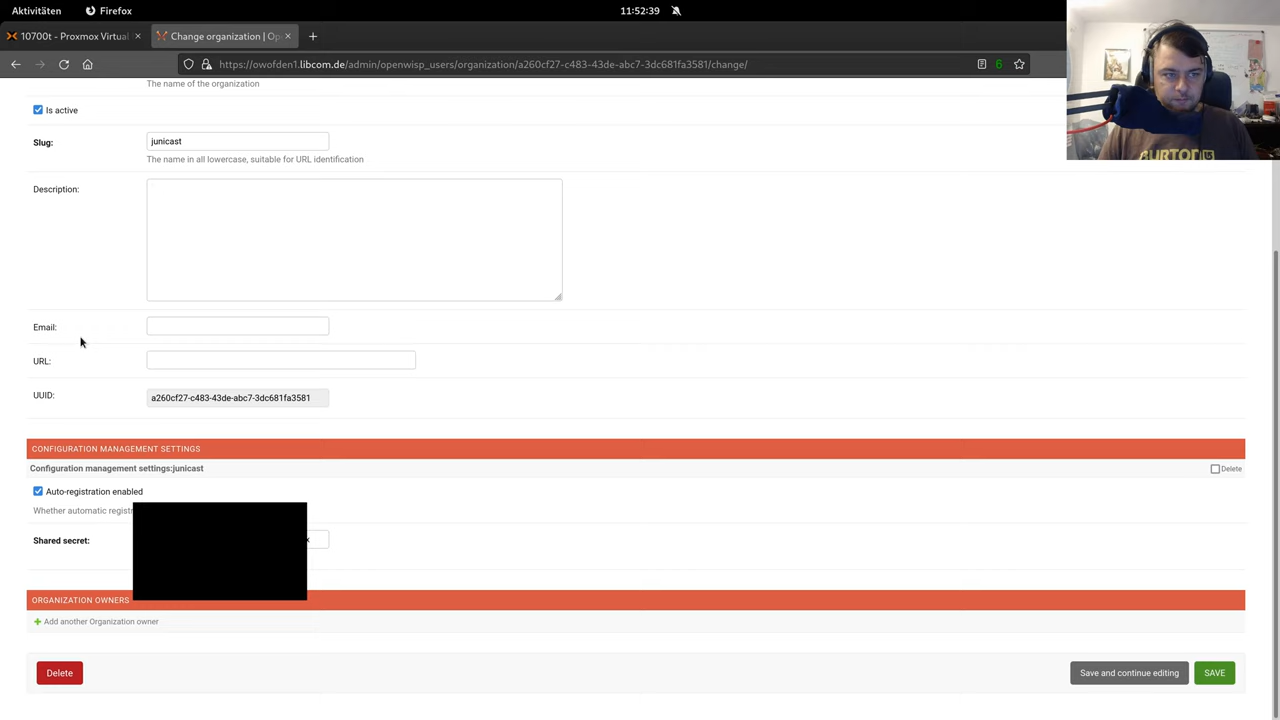 Aktivitäten Firefox 11:52:39
10700t - Proxmox Virtual Change organization | Op
https://owofden1.libcom.de/admin/openwisp_users/organization/a260cf27-c483-43de-abc7-3dc681fa3581/change/ 6
The name of the organization
Is active
Slug: junicast
The name in all lowercase, suitable for URL identification
Description:
Email:
URL:
UUID: a260cf27-c483-43de-abc7-3dc681fa3581
CONFIGURATION MANAGEMENT SETTINGS
Configuration management settings:junicast Delete
Auto-registration enabled
Whether automatic registr
Shared secret: x
ORGANIZATION OWNERS
Add another Organization owner
Delete Save and continue editing SAVE
BURTON